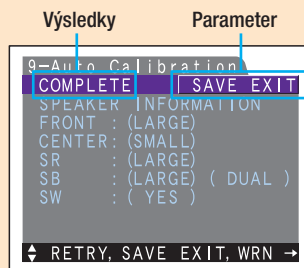 Výsledky Parameter
9-Auto Calibration
COMPLETE SAVE EXIT
SPEAKER INFORMATION
FRONT : (LARGE)
CENTER: (SMALL)
SR : (LARGE)
SB : (LARGE) ( DUAL )
SW : ( YES )
RETRY, SAVE EXIT, WRN →